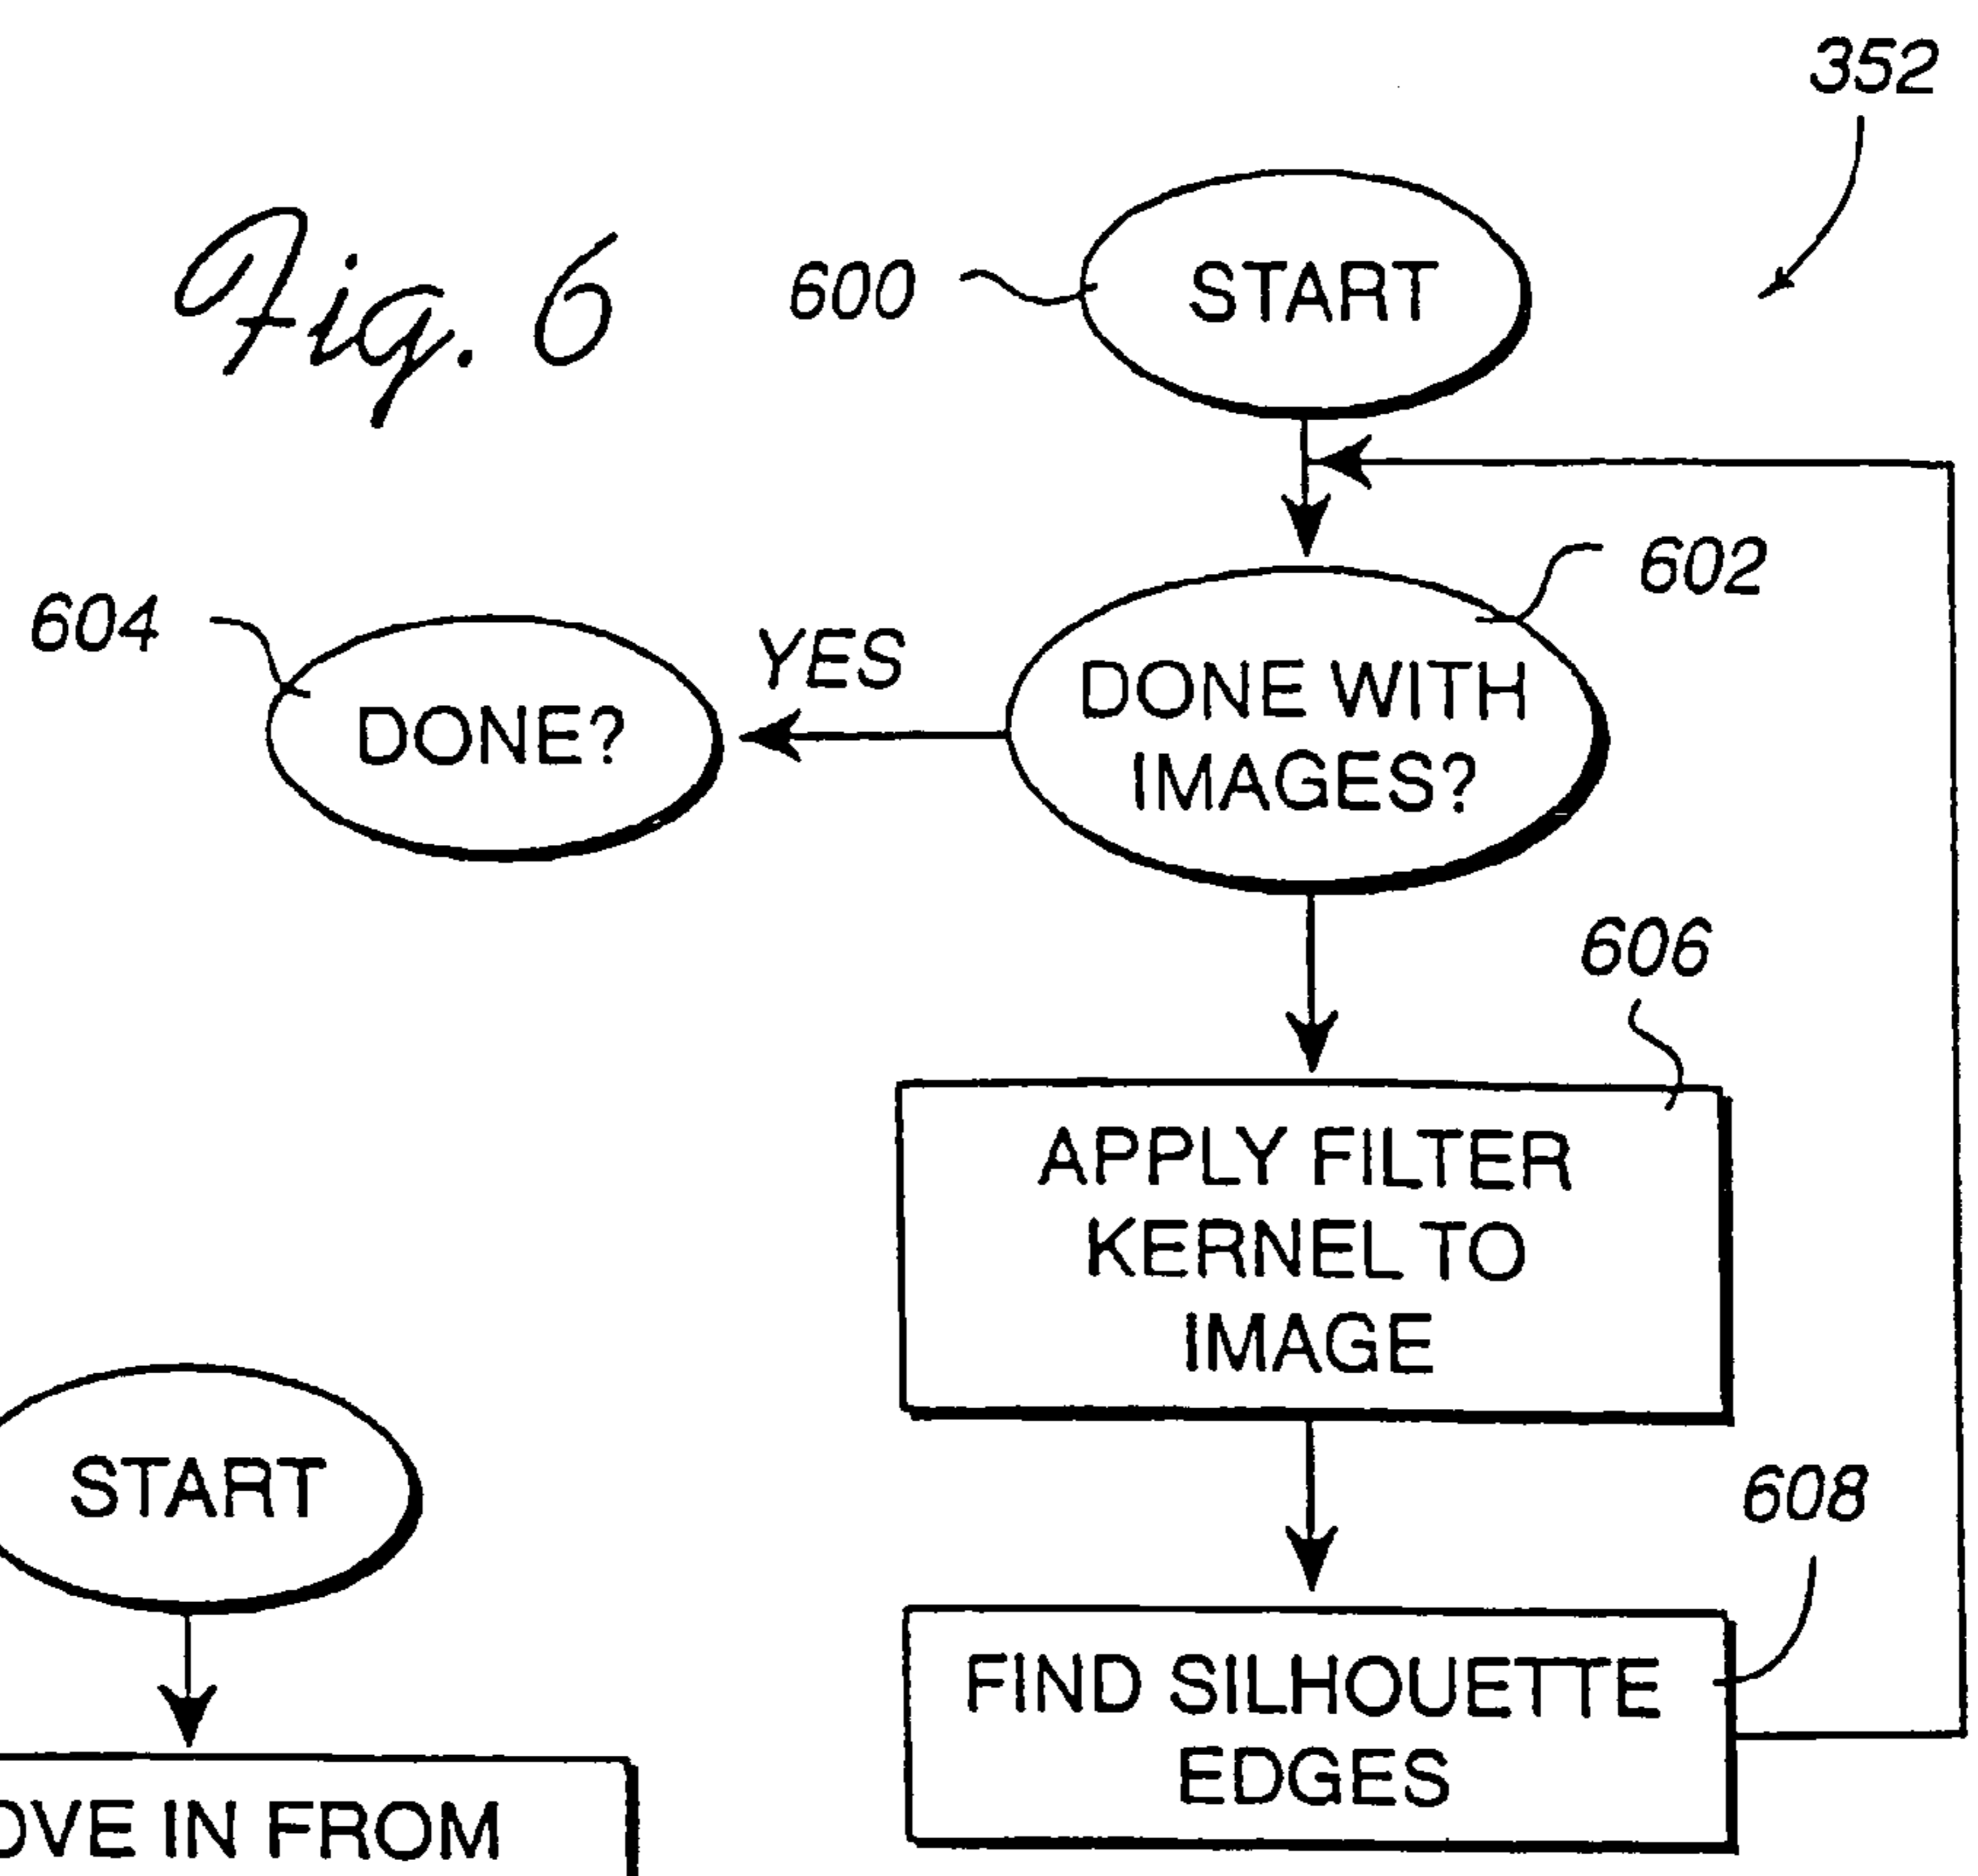 352
Fig. 6
600
START
602
604
YES
DONE WITH
IMAGES?
DONE?
606
APPLY FILTER
KERNEL TO
IMAGE
START
608
FIND SILHOUETTE
EDGES
IN FROM